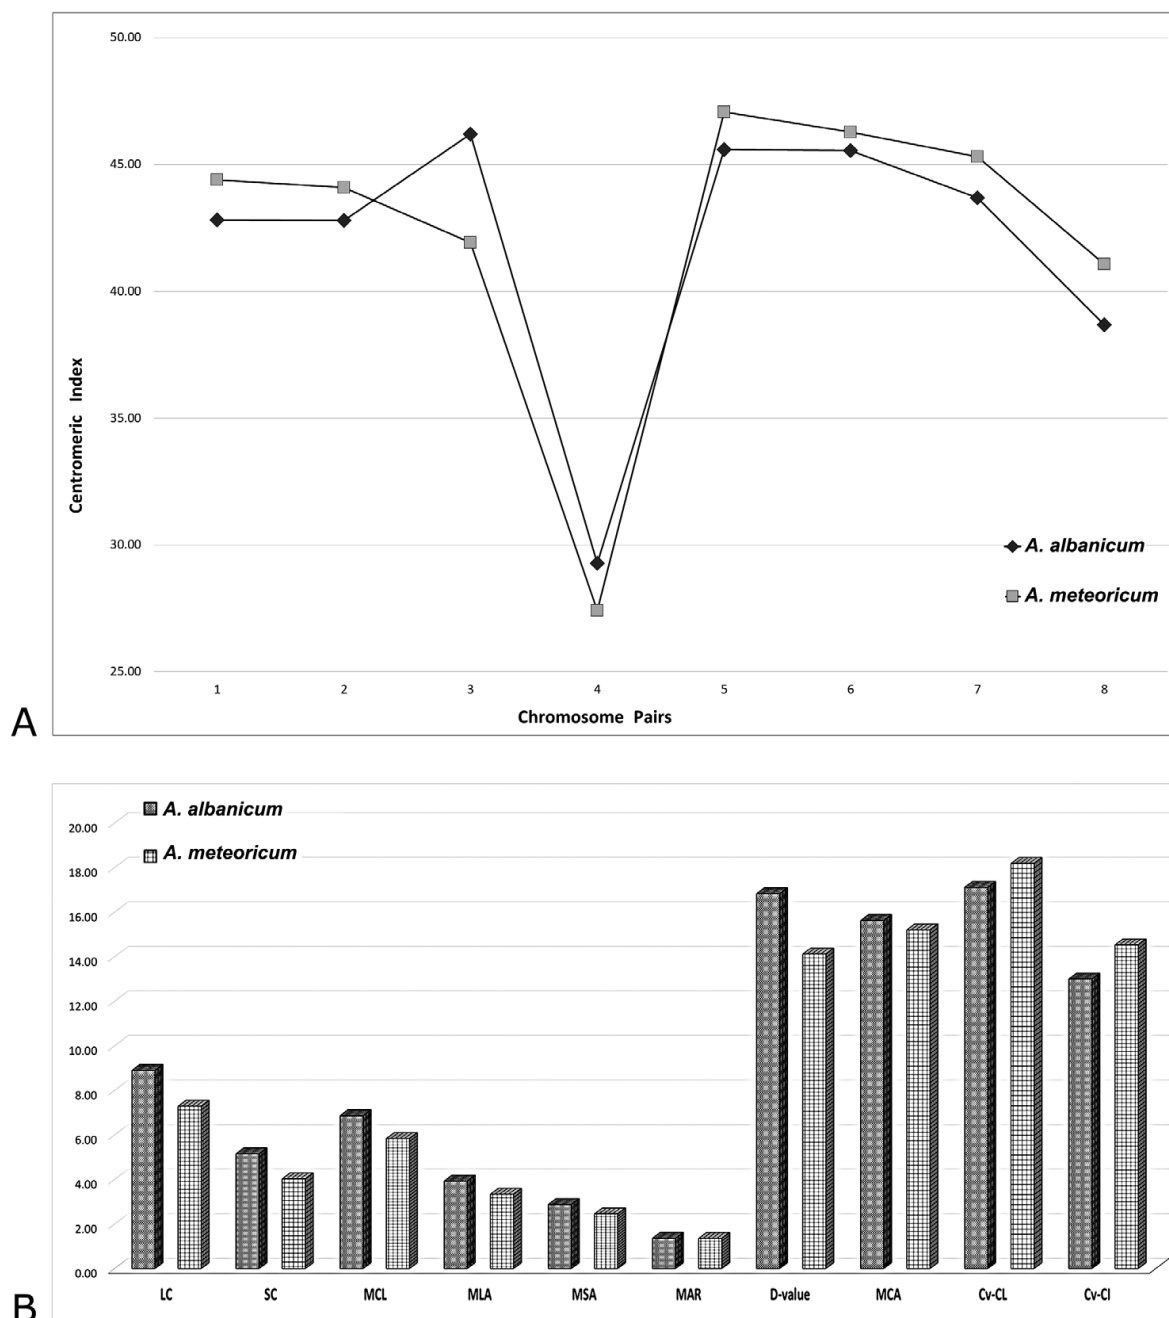 50.00
45.00
40.00
35.00
30.00
25.00
Centromeric Index
A. albanicum
A. meteoricum
1 2 3 4 5 6 7 8
Chromosome Pairs
A
A. albanicum
A. meteoricum
20.00
18.00
16.00
14.00
12.00
10.00
8.00
6.00
4.00
2.00
0.00
LC SC MCL MLA MSA MAR D-value MCA Cv-CL Cv-CI
B